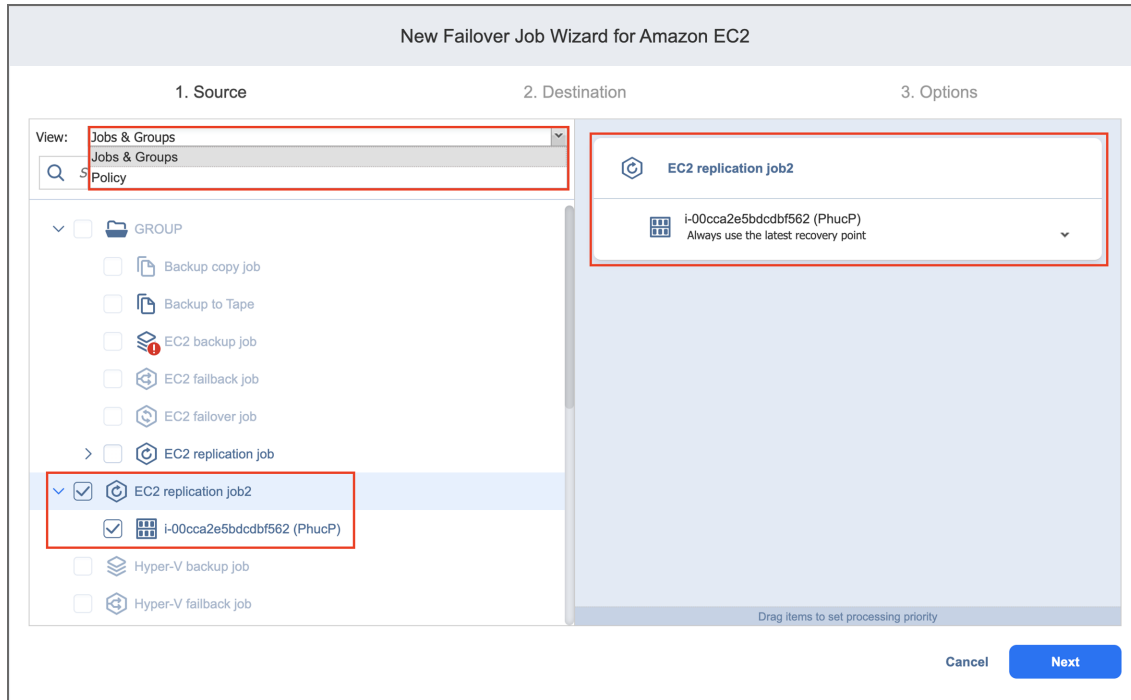 New Failover Job Wizard for Amazon EC2
1. Source
2. Destination
3. Options
View:
Jobs & Groups
Jobs & Groups
Policy
GROUP
Backup copy job
Backup to Tape
EC2 backup job
EC2 failback job
EC2 failover job
EC2 replication job
EC2 replication job2
i-00cca2e5bdcdbf562 (PhucP)
Hyper-V backup job
Hyper-V failback job
EC2 replication job2
i-00cca2e5bdcdbf562 (PhucP)
Always use the latest recovery point
Drag items to set processing priority
Cancel
Next